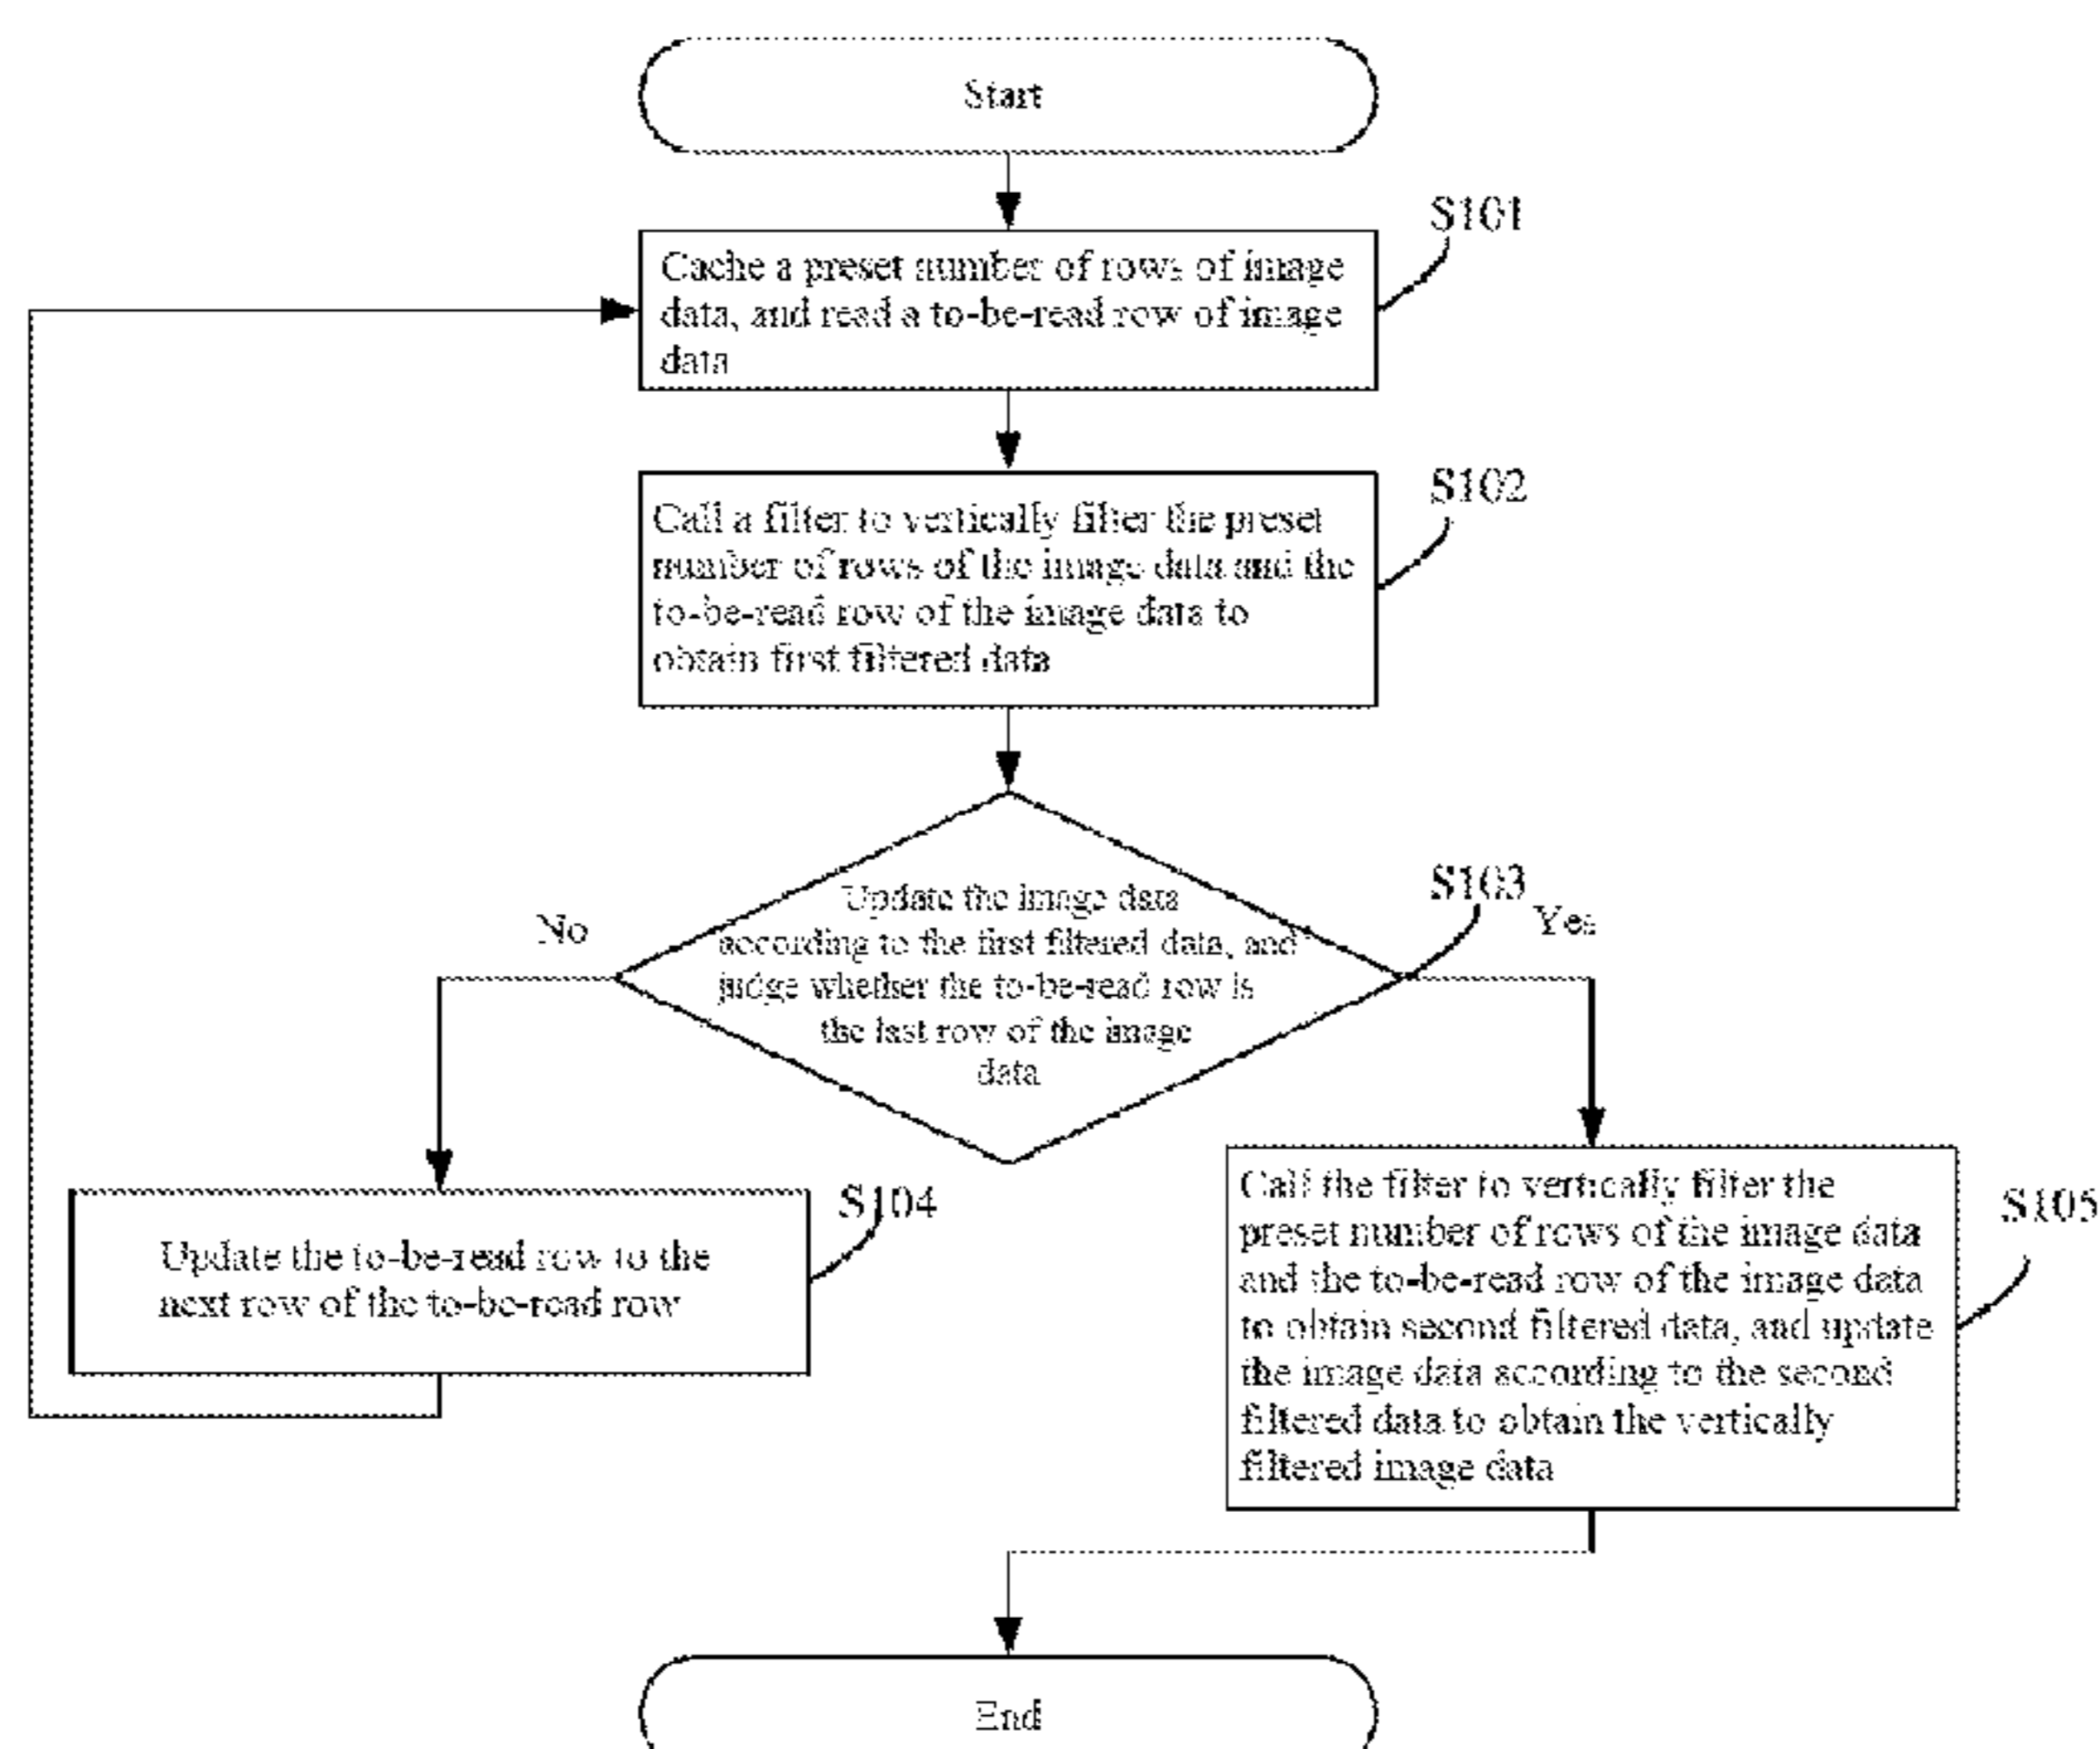 Start
S101
Cache a preset number of rows of image
data, and read a to-be-read row of image
data
S102
Call a filter to vertically filter the preset
number of rows of the image data and the
to-be-read row of the image data to
obtain first filtered data
S103
No
Yes
Update the image data
according to the first filtered data, and
judge whether the to-be-read row is
the last row of the image
data
S104
Update the to-be-read row to the
next row of the to-be-read row
S105
Call the filter to vertically filter the
preset number of rows of the image data
and the to-be-read row of the image data
to obtain second filtered data, and update
the image data according to the second
filtered data to obtain the vertically
filtered image data
End